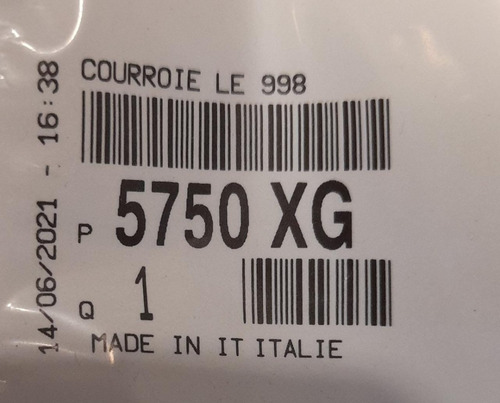 COURROIE LE 998
P 5750 XG
Q 1
MADE IN IT ITALIE
14/06/2021 - 16:38